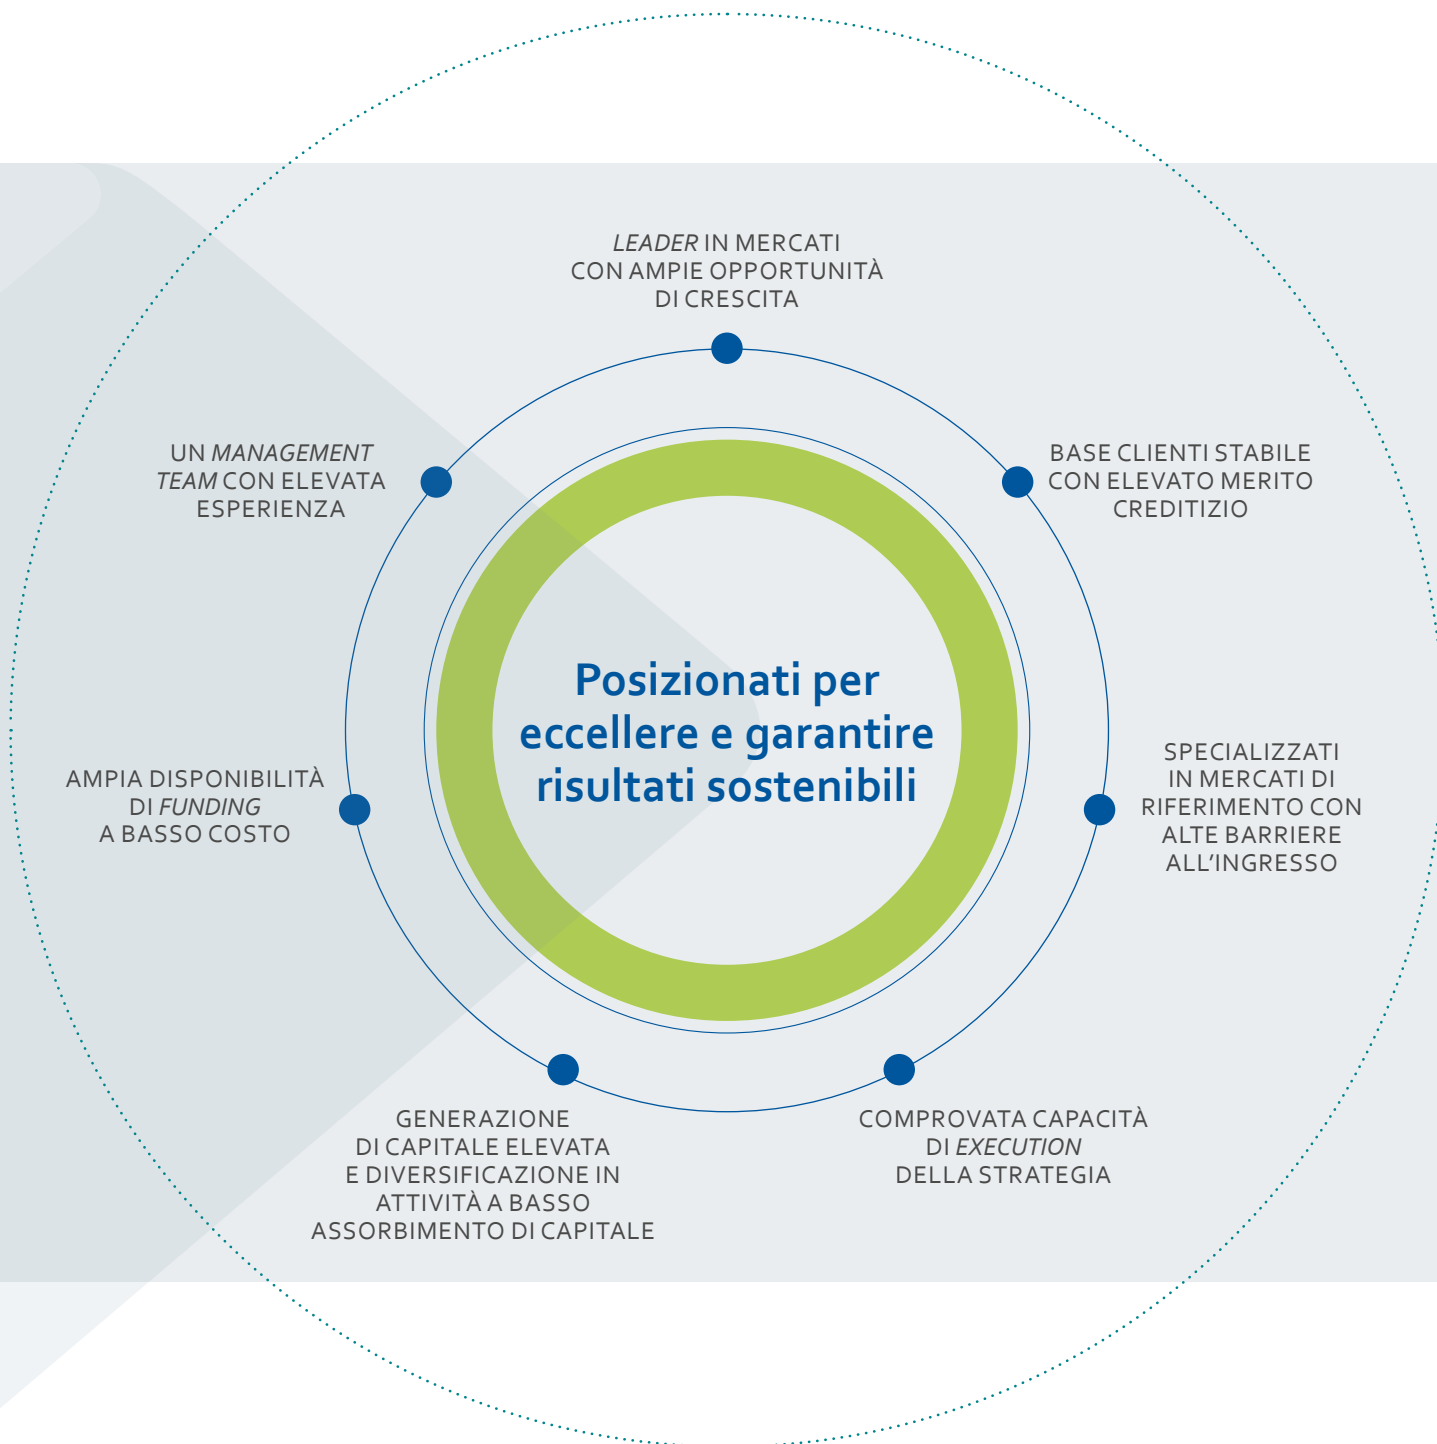 LEADER IN MERCATI
CON AMPIE OPPORTUNITÀ
DI CRESCITA
BASE CLIENTI STABILE
CON ELEVATO MERITO
CREDITIZIO
SPECIALIZZATI
IN MERCATI DI
RIFERIMENTO CON
ALTE BARRIERE
ALL’INGRESSO
COMPROVATA CAPACITÀ
DI EXECUTION
DELLA STRATEGIA
GENERAZIONE
DI CAPITALE ELEVATA
E DIVERSIFICAZIONE IN
ATTIVITÀ A BASSO
ASSORBIMENTO DI CAPITALE
AMPIA DISPONIBILITÀ
DI FUNDING
A BASSO COSTO
UN MANAGEMENT
TEAM CON ELEVATA
ESPERIENZA
Posizionati per
eccellere e garantire
risultati sostenibili